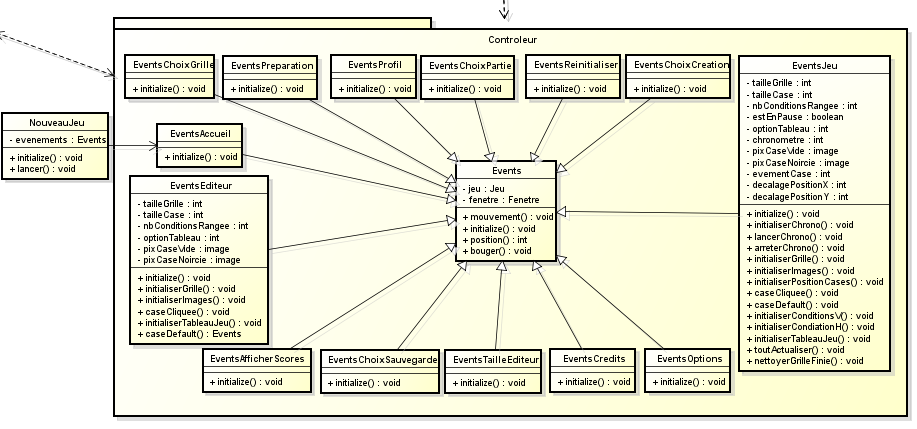 Controleur
EventsChoixGrille
+ initialize() : void
EventsPreparation
+ initialize() : void
EventsProfil
+ initialize() : void
EventsChoixPartie
+ initialize() : void
EventsReinitialiser
+ initialize() : void
EventsChoixCreation
+ initialize() : void
EventsJeu
- tailleGrille : int
- tailleCase : int
- nbConditionsRangee : int
- estEnPause : boolean
- optionTableau : int
- chronometre : int
- pixCaseVide : image
- pixCaseNoircie : image
- evementCase : int
- decalagePositionX : int
- decalagePositionY : int
+ initialize() : void
+ initialiserChrono() : void
+ lancerChrono() : void
+ arreterChrono() : void
+ initialiserGrille() : void
+ initialiserImages() : void
+ initialiserPositionCases() : void
+ caseCliquee() : void
+ caseDefault() : void
+ initialiserConditionsV() : void
+ initialiserCondiationH() : void
+ initialiserTableauJeu() : void
+ toutActualiser() : void
+ nettoyerGrilleFinie() : void
NouveauJeu
- evenements : Events
+ initialize() : void
+ lancer() : void
EventsAccueil
+ initialize() : void
Events
- jeu : Jeu
- fenetre : Fenetre
+ mouvement() : void
+ initialize() : void
+ position() : int
+ bouger() : void
EventsEditeur
- tailleGrille : int
- tailleCase : int
- nbConditionsRangee : int
- optionTableau : int
- pixCaseVide : image
- pixCaseNoircie : image
+ initialize() : void
+ initialiserGrille() : void
+ initialiserImages() : void
+ caseCliquee() : void
+ initialiserTableauJeu() : void
+ caseDefault() : Events
EventsAfficherScores
+ initialize() : void
EventsChoixSauvegarde
+ initialize() : void
EventsTailleEditeur
+ initialize() : void
EventsCredits
+ initialize() : void
EventsOptions
+ initialize() : void